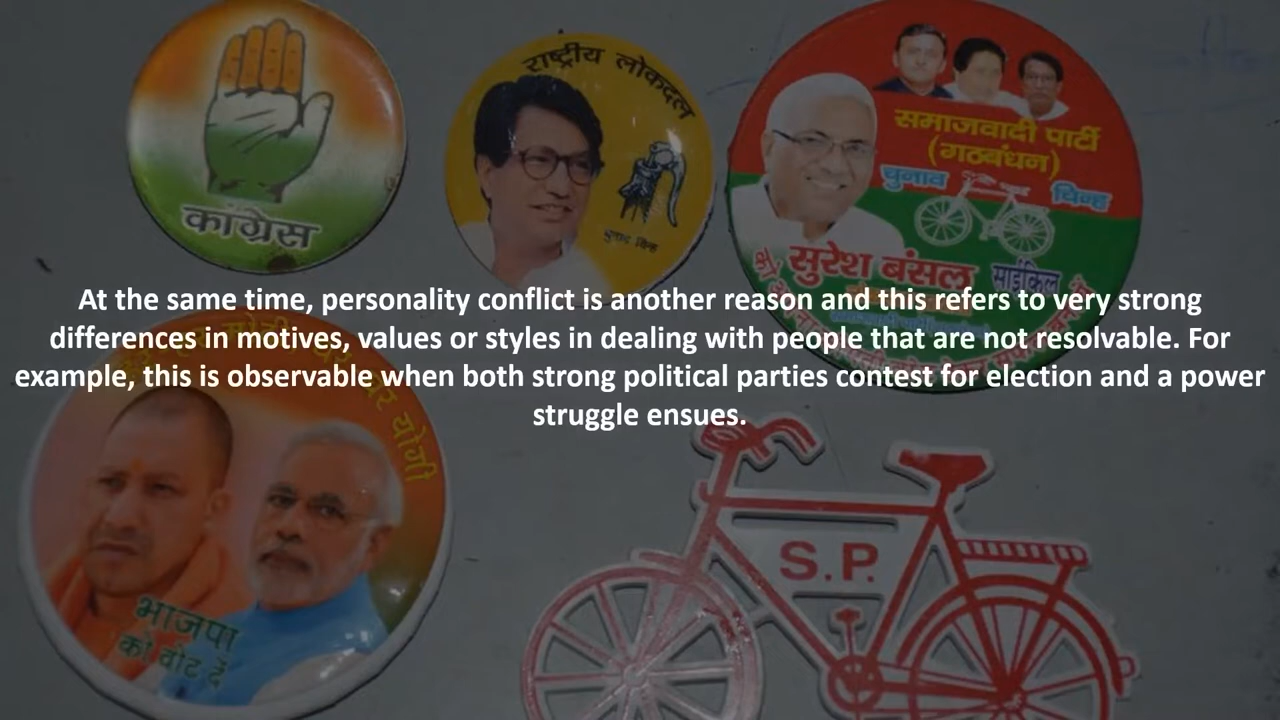 कांग्रेस
राष्ट्रीय लोकदल
चुनाव चिन्ह
समाजवादी पार्टी
(गठबंधन)
चुनाव चिन्ह
सुरेश बंसल
साईकिल
At the same time, personality conflict is another reason and this refers to very strong
differences in motives, values or styles in dealing with people that are not resolvable. For
example, this is observable when both strong political parties contest for election and a power
struggle ensues.
योगी
भाजपा
को वोट दें
S.P.